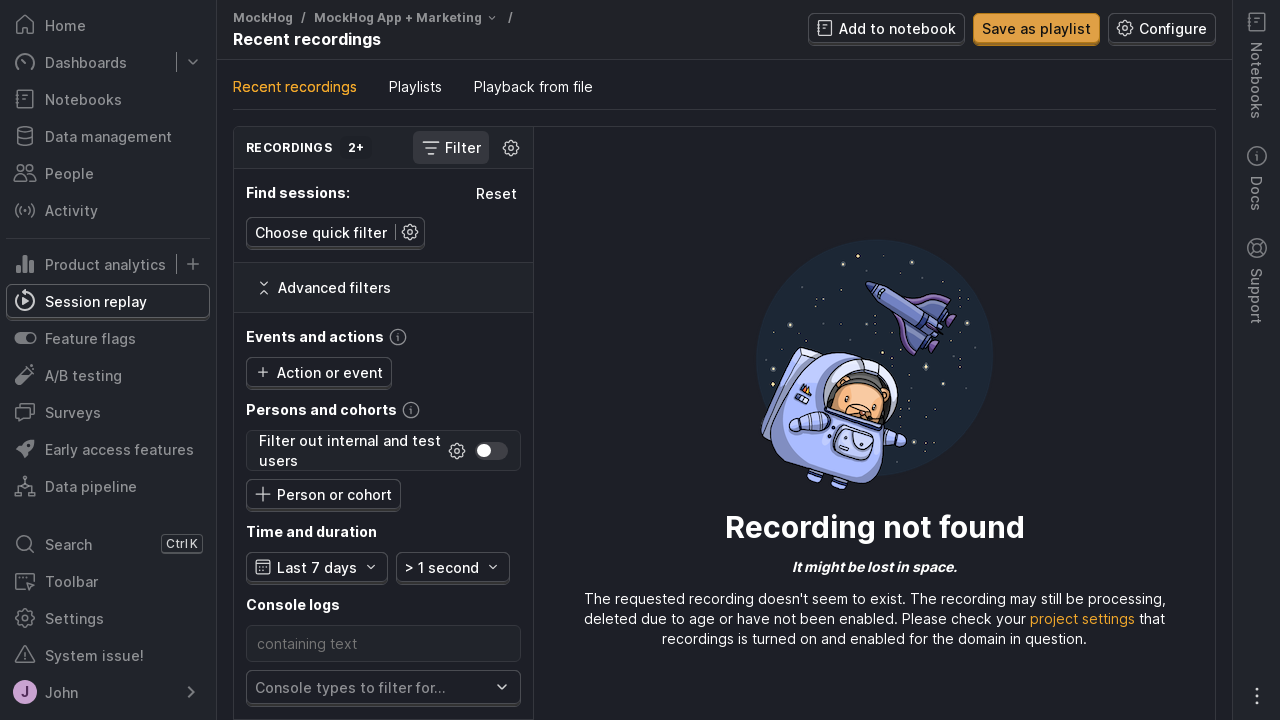 Home
Dashboards
Notebooks
Data management
People
Activity
Product analytics
Session replay
Feature flags
A/B testing
Surveys
Early access features
Data pipeline
Search
Ctrl K
Toolbar
Settings
System issue!
J
John
MockHog / MockHog App + Marketing /
Recent recordings
Add to notebook
Save as playlist
Configure
Recent recordings
Playlists
Playback from file
RECORDINGS 2+
Filter
Find sessions:
Reset
Choose quick filter
Advanced filters
Events and actions
Action or event
Persons and cohorts
Filter out internal and test
users
Person or cohort
Time and duration
Last 7 days
> 1 second
Console logs
containing text
Console types to filter for...
Recording not found
It might be lost in space.
The requested recording doesn't seem to exist. The recording may still be processing,
deleted due to age or have not been enabled. Please check your project settings that
recordings is turned on and enabled for the domain in question.
Notebooks
Docs
Support